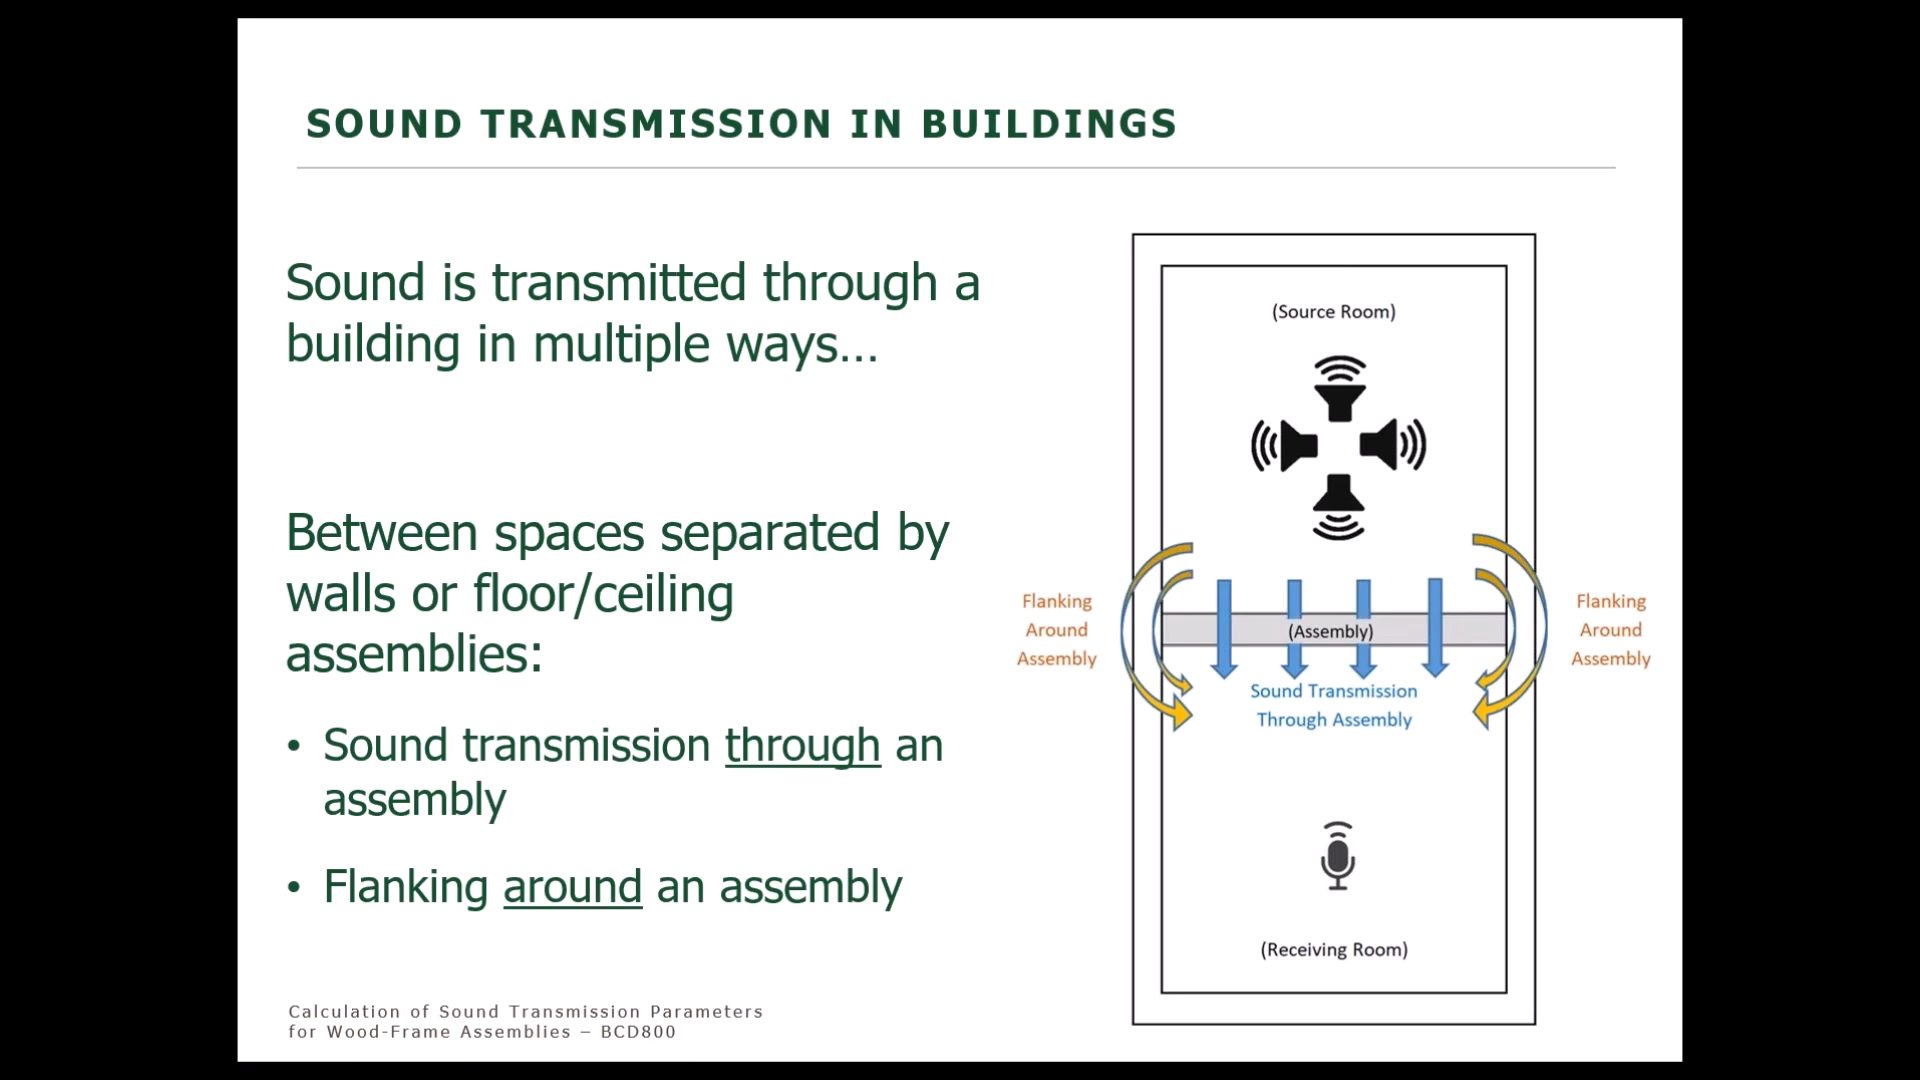 SOUND TRANSMISSION IN BUILDINGS
Sound is transmitted through a
building in multiple ways…
Between spaces separated by
walls or floor/ceiling
assemblies:
• Sound transmission through an
assembly
• Flanking around an assembly
(Source Room)
Flanking
Around
Assembly
(Assembly)
Sound Transmission
Through Assembly
Flanking
Around
Assembly
(Receiving Room)
Calculation of Sound Transmission Parameters
for Wood-Frame Assemblies – BCD800